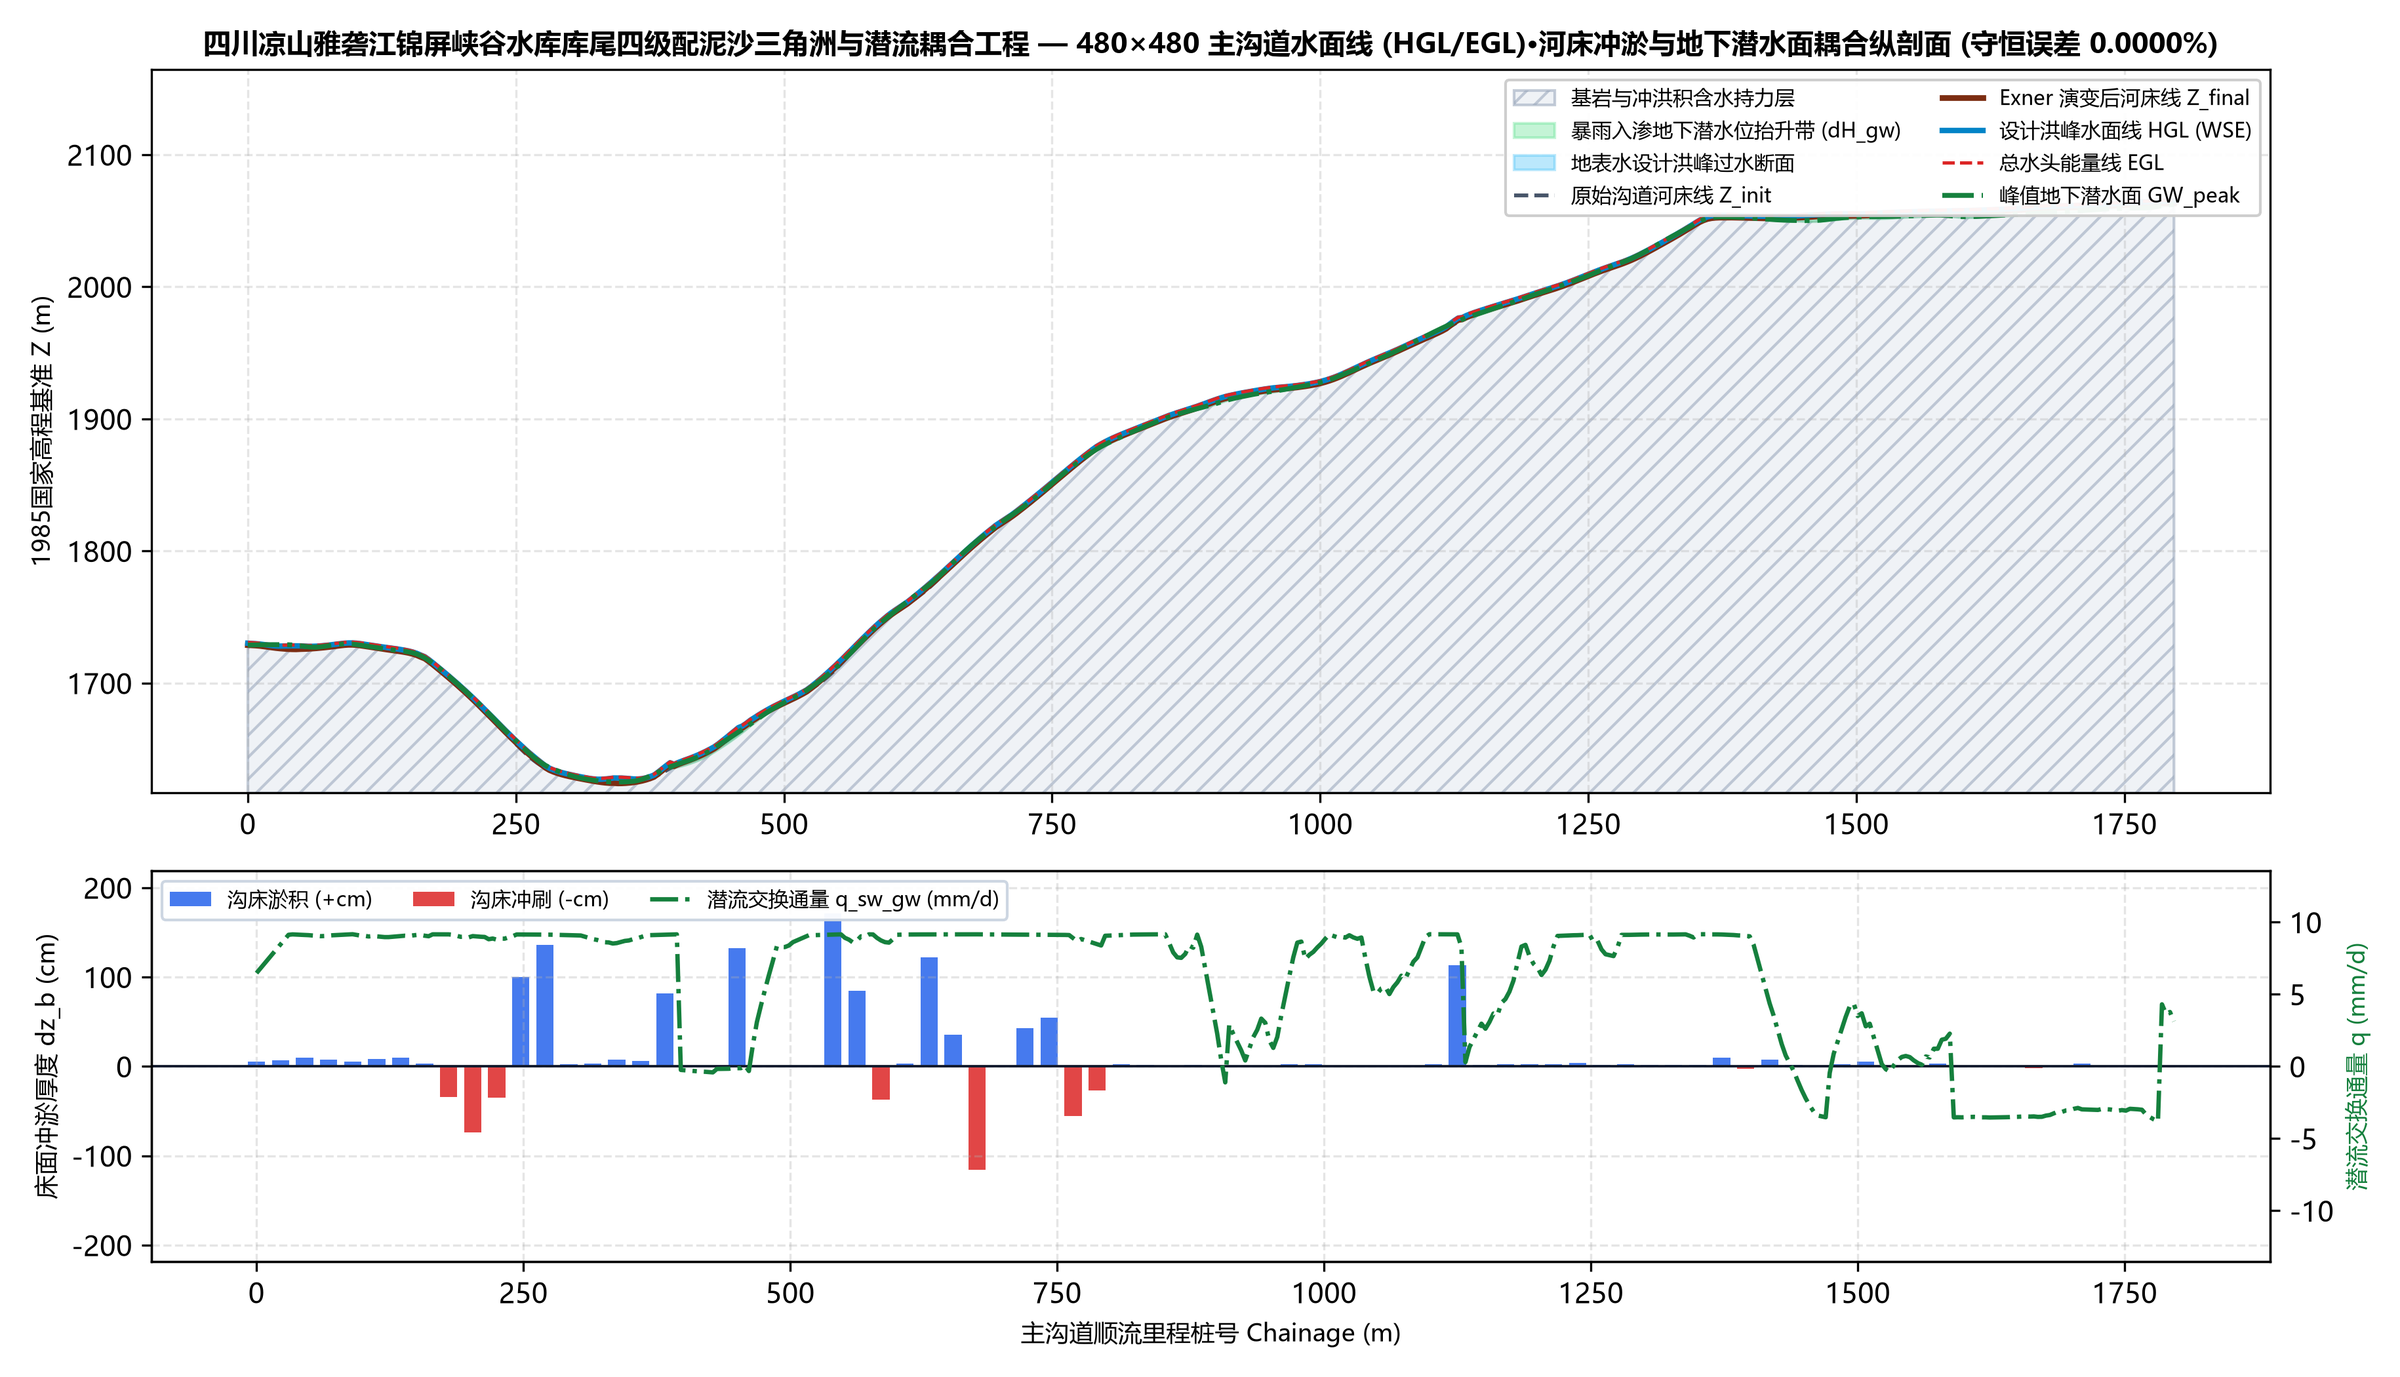 四川凉山雅砻江锦屏峡谷水库库尾四级配泥沙三角洲与潜流耦合工程 — 480×480 主沟道水面线 (HGL/EGL)•河床冲淤与地下潜水面耦合纵剖面 (守恒误差 0.0000%)
基岩与冲洪积含水持力层
暴雨入渗地下潜水位抬升带 (dH_gw)
地表水设计洪峰过水断面
原始沟道河床线 Z_init
Exner 演变后河床线 Z_final
设计洪峰水面线 HGL (WSE)
总水头能量线 EGL
峰值地下潜水面 GW_peak
1985国家高程基准 Z (m)
2100
2000
1900
1800
1700
0 250 500 750 1000 1250 1500 1750
沟床淤积 (+cm) 沟床冲刷 (-cm) 潜流交换通量 q_sw_gw (mm/d)
床面冲淤厚度 dz_b (cm)
200
100
0
-100
-200
10
5
0
-5
-10
潜流交换通量 q (mm/d)
0 250 500 750 1000 1250 1500 1750
主沟道顺流里程桩号 Chainage (m)